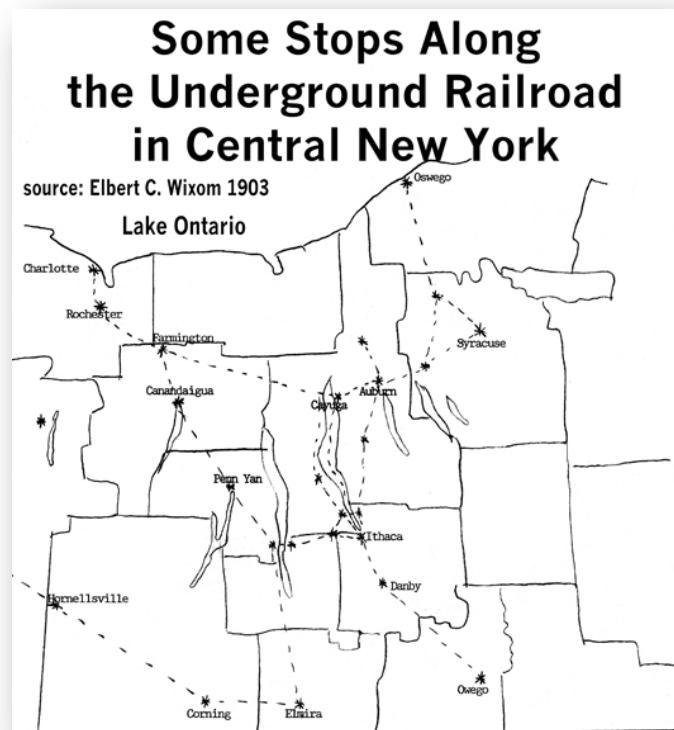 Some Stops Along
the Underground Railroad
in Central New York
source: Elbert C. Wixom 1903
Lake Ontario
Oswego
Charlotte
Rochester
Farmington
Syracuse
Canandaigua
Auburn
Cayuga
Penn Yan
Ithaca
Danby
Hornellsville
Owego
Corning
Elmira